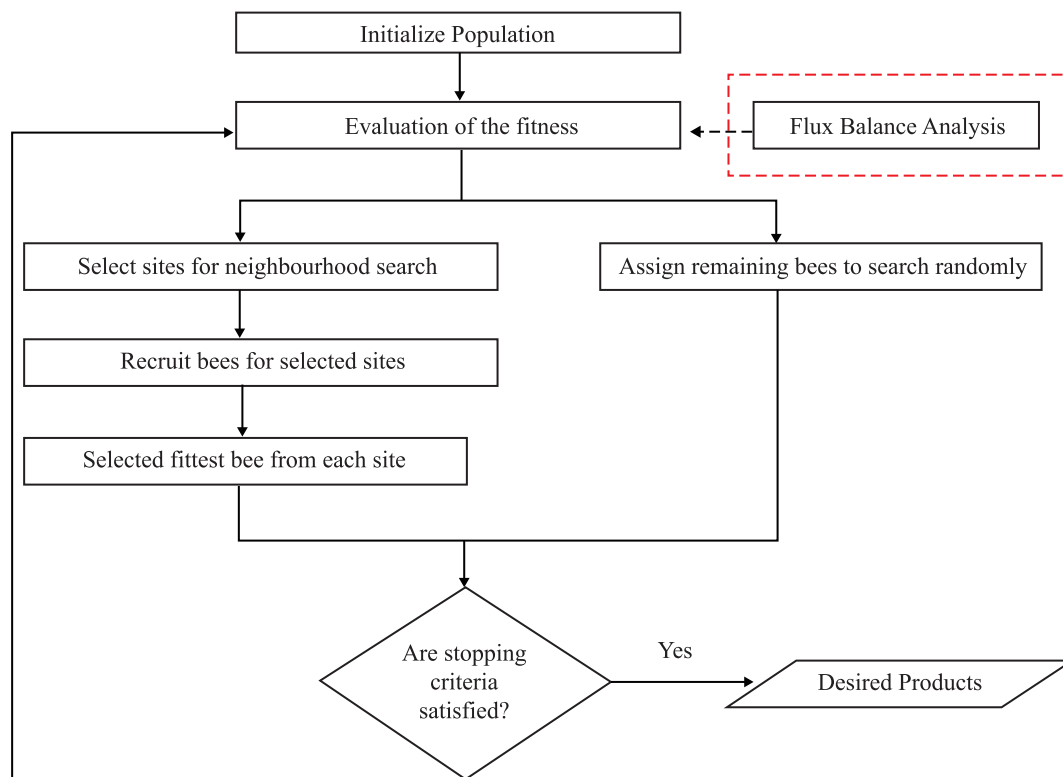 Initialize Population
Evaluation of the fitness
Flux Balance Analysis
Select sites for neighbourhood search
Assign remaining bees to search randomly
Recruit bees for selected sites
Selected fittest bee from each site
Are stopping
criteria
satisfied?
Yes
Desired Products